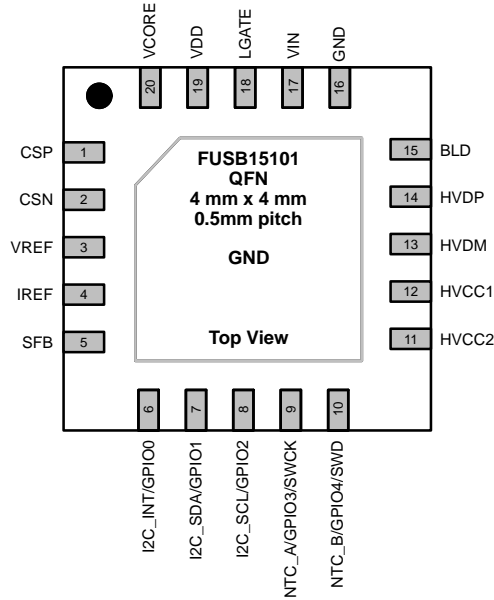 VCORE
VDD
LGATE
VIN
GND
20
19
18
17
16
CSP
1
CSN
2
VREF
3
IREF
4
SFB
5
FUSB15101
QFN
4 mm x 4 mm
0.5mm pitch
GND
Top View
15
BLD
14
HVDP
13
HVDM
12
HVCC1
11
HVCC2
6
7
8
9
10
I2C_INT/GPIO0
I2C_SDA/GPIO1
I2C_SCL/GPIO2
NTC_A/GPIO3/SWCK
NTC_B/GPIO4/SWD